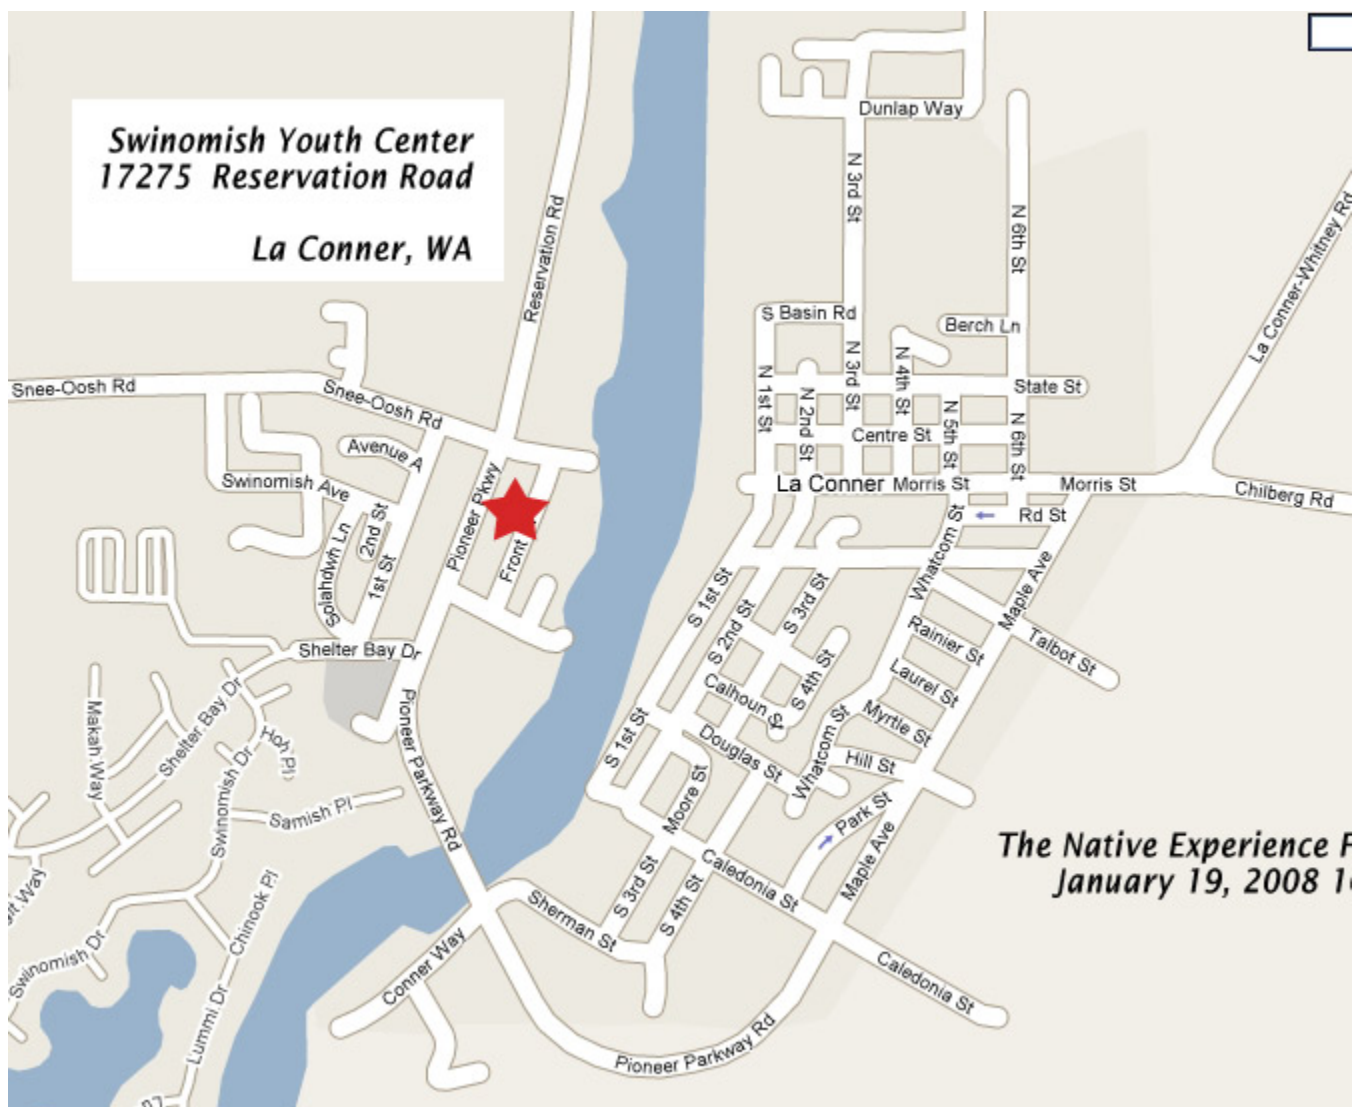 Swinomish Youth Center
17275 Reservation Road
La Conner, WA
Reservation Rd
Dunlap Way
N 3rd St
N 6th St
La Conner-Whitney Rd
S Basin Rd
Berch Ln
Snee-Oosh Rd
Snee-Oosh Rd
N 1st St
N 2nd St
N 3rd St
N 4th St
N 5th St
N 6th St
State St
Centre St
Avenue A
Swinomish Ave
La Conner
Morris St
Morris St
Chilberg Rd
Rd St
Pioneer Pkwy
Front
2nd St
1st St
Solahdwh Ln
Whatcom St
Maple Ave
S 1st St
S 2nd St
S 3rd St
Talbot St
Rainier St
Shelter Bay Dr
Laurel St
S 4th St
Calhoun St
Shelter Bay Dr
Makah Way
Hoh Pl
Pioneer Parkway Rd
S 1st St
Douglas St
Whatcom St
Myrtle St
Hill St
Swinomish Dr
Samish Pl
Moore St
Park St
Maple Ave
The Native Experience F
January 19, 2008 1
Caledonia St
S 3rd St
S 4th St
Sherman St
Chinook Pl
Way
Swinomish Dr
Conner Way
Caledonia St
Lummi Dr
Pioneer Parkway Rd